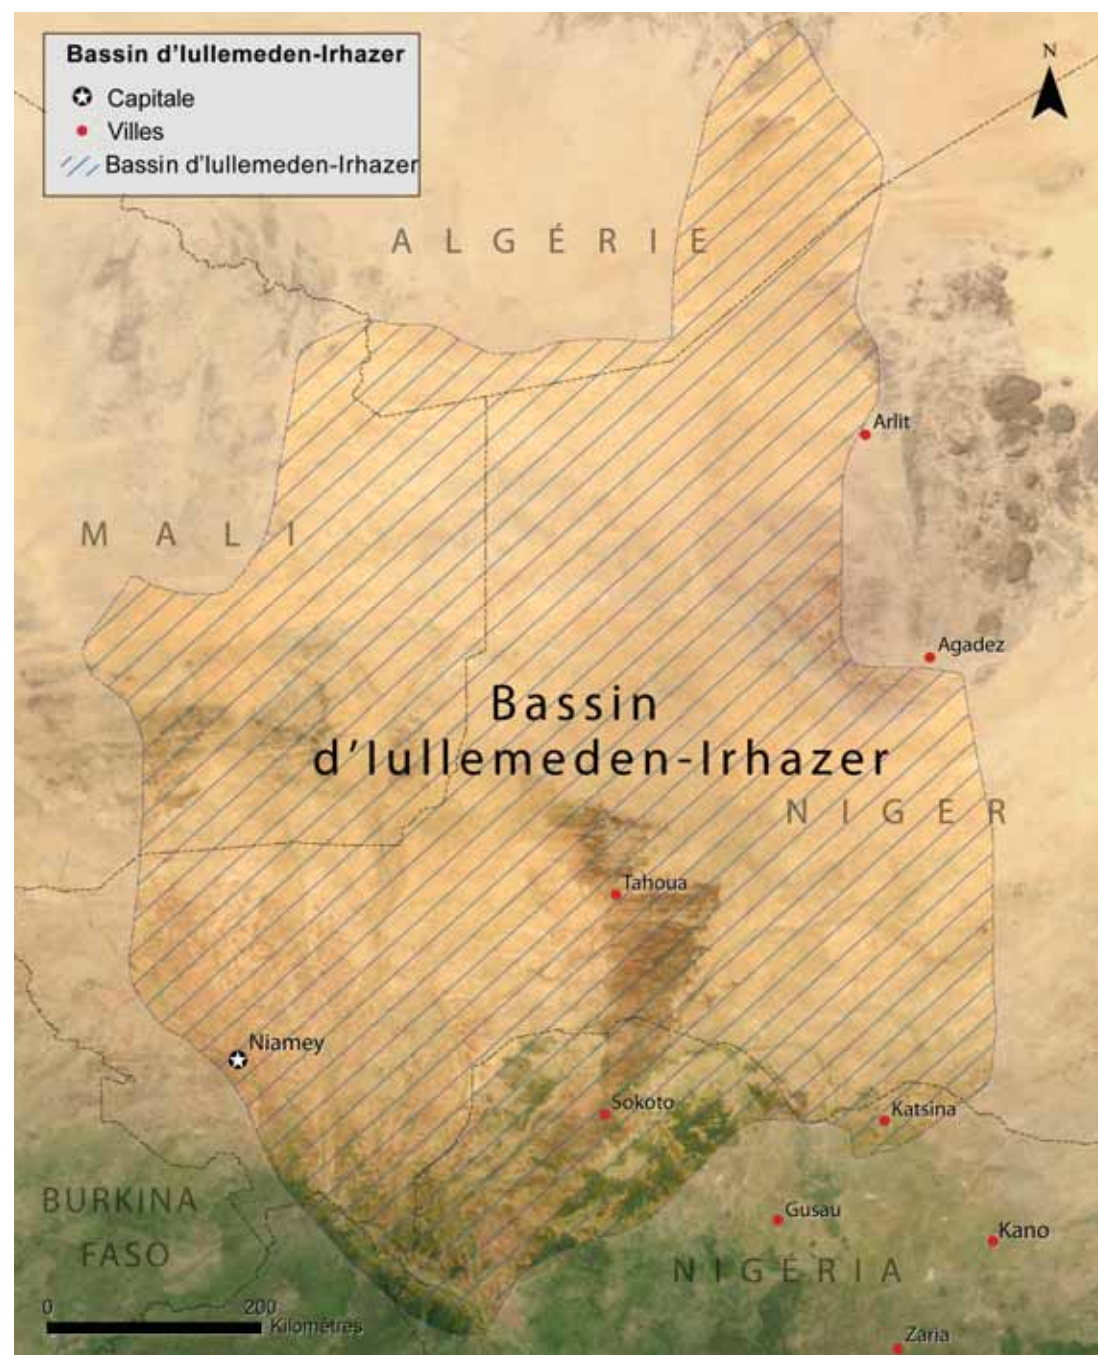 Bassin d'Iullemeden-Irhazer
Capitale
Villes
Bassin d'Iullemeden-Irhazer
N
ALGÉRIE
Arlit
MALI
Agadez
Bassin
d'Iullemeden-Irhazer
NIGER
Tahoua
Niamey
Sokoto
Katsina
BURKINA
FASO
Gusau
Kano
NIGÉRIA
0 200
Kilomètres
Zaria